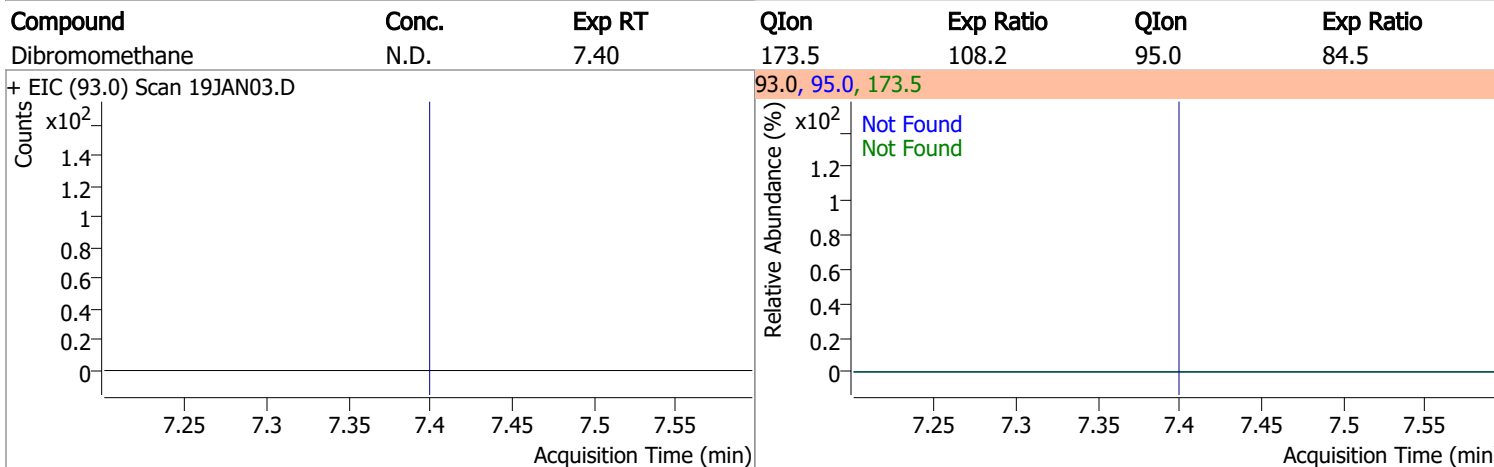 Compound Conc. Exp RT QIon Exp Ratio QIon Exp Ratio
Dibromomethane N.D. 7.40 173.5 108.2 95.0 84.5
+ EIC (93.0) Scan 19JAN03.D
Counts
x10²
1.4
1.2
1
0.8
0.6
0.4
0.2
0
7.25 7.3 7.35 7.4 7.45 7.5 7.55
Acquisition Time (min)
93.0, 95.0, 173.5
Relative Abundance (%)
x10²
Not Found
Not Found
1.2
1
0.8
0.6
0.4
0.2
0
7.25 7.3 7.35 7.4 7.45 7.5 7.55
Acquisition Time (min